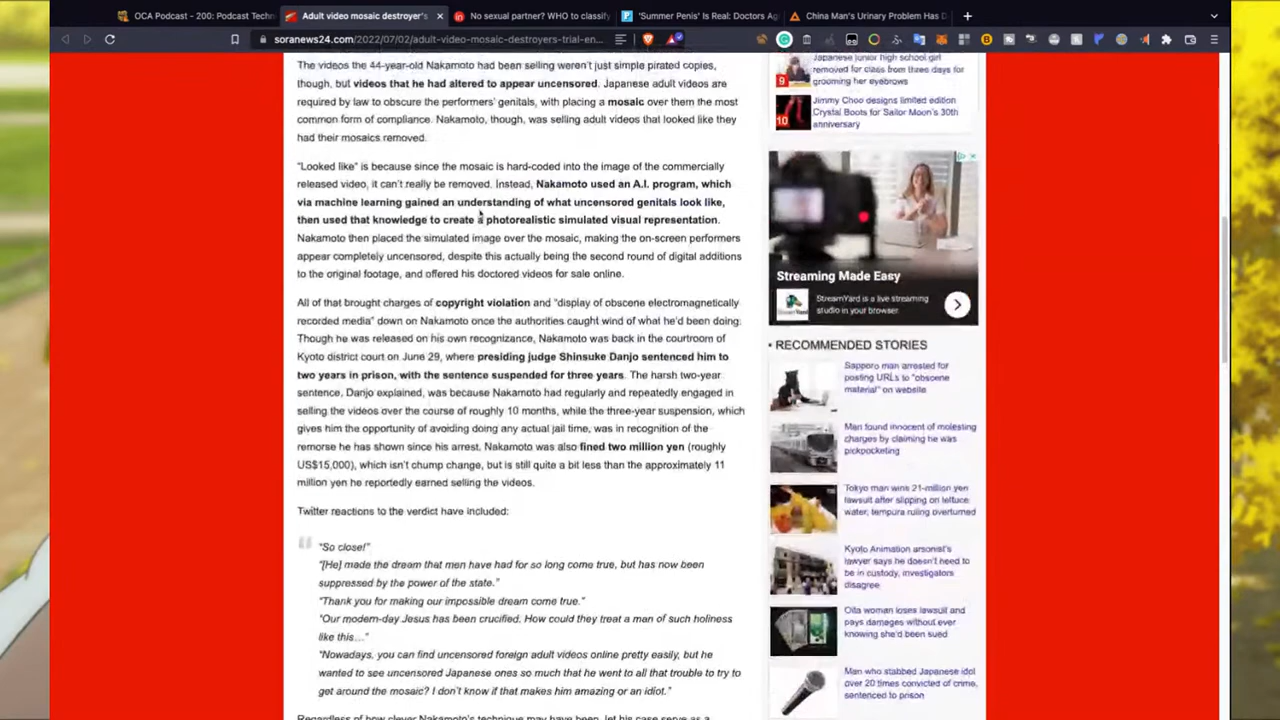 OCA Podcast - 200: Podcast Techn
Adult video mosaic destroyer's
No sexual partner? WHO to classify
'Summer Penis' Is Real: Doctors Ag
China Man's Urinary Problem Has D
soranews24.com/2022/07/02/adult-video-mosaic-destroyers-trial-en...
The videos the 44-year-old Nakamoto had been selling weren't just simple pirated copies,
though, but videos that he had altered to appear uncensored. Japanese adult videos are
required by law to obscure the performers' genitals, with placing a mosaic over them the most
common form of compliance. Nakamoto, though, was selling adult videos that looked like they
had their mosaics removed.
"Looked like" is because since the mosaic is hard-coded into the image of the commercially
released video, it can't really be removed. Instead, Nakamoto used an A.I. program, which
via machine learning gained an understanding of what uncensored genitals look like,
then used that knowledge to create a photorealistic simulated visual representation.
Nakamoto then placed the simulated image over the mosaic, making the on-screen performers
appear completely uncensored, despite this actually being the second round of digital additions
to the original footage, and offered his doctored videos for sale online.
All of that brought charges of copyright violation and "display of obscene electromagnetically
recorded media" down on Nakamoto once the authorities caught wind of what he'd been doing.
Though he was released on his own recognizance, Nakamoto was back in the courtroom of
Kyoto district court on June 29, where presiding judge Shinsuke Danjo sentenced him to
two years in prison, with the sentence suspended for three years. The harsh two-year
sentence, Danjo explained, was because Nakamoto had regularly and repeatedly engaged in
selling the videos over the course of roughly 10 months, while the three-year suspension, which
gives him the opportunity of avoiding doing any actual jail time, was in recognition of the
remorse he has shown since his arrest. Nakamoto was also fined two million yen (roughly
US$15,000), which isn't chump change, but is still quite a bit less than the approximately 11
million yen he reportedly earned selling the videos.
Twitter reactions to the verdict have included:
"So close!"
"[He] made the dream that men have had for so long come true, but has now been
suppressed by the power of the state."
"Thank you for making our impossible dream come true."
"Our modern-day Jesus has been crucified. How could they treat a man of such holiness
like this…"
"Nowadays, you can find uncensored foreign adult videos online pretty easily, but he
wanted to see uncensored Japanese ones so much that he went to all that trouble to try to
get around the mosaic? I don't know if that makes him amazing or an idiot."
Regardless of how clever Nakamoto's technique may have been, let his case serve as a
Japanese junior high school girl
removed for class from three days for
grooming her eyebrows
9
Jimmy Choo designs limited edition
Crystal Boots for Sailor Moon's 30th
anniversary
10
Streaming Made Easy
StreamYard is a live streaming
studio in your browser.
• RECOMMENDED STORIES
Sapporo man arrested for
posting URLs to "obscene
material" on website
Man found innocent of molesting
charges by claiming he was
pickpocketing
Tokyo man wins 21-million yen
lawsuit after slipping on lettuce
water, tempura ruling overturned
Kyoto Animation arsonist's
lawyer says he doesn't need to
be in custody, investigators
disagree
Oita woman loses lawsuit and
pays damages without ever
knowing she'd been sued
Man who stabbed Japanese idol
over 20 times convicted of crime,
sentenced to prison